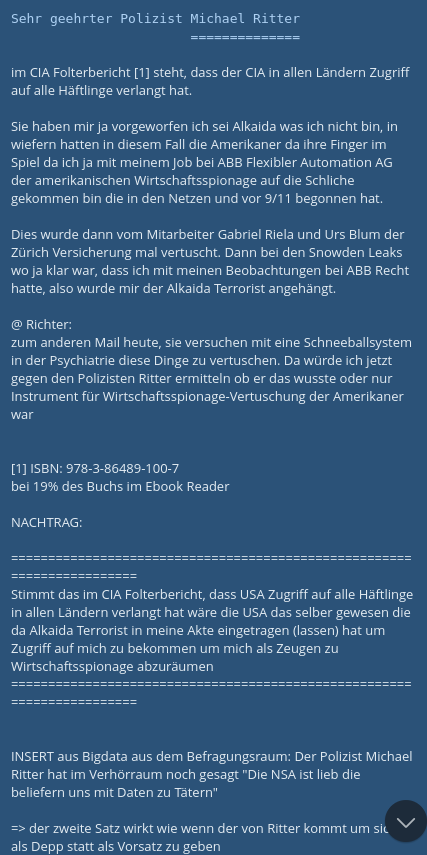 Sehr geehrter Polizist Michael Ritter
==============
im CIA Folterbericht [1] steht, dass der CIA in allen Ländern Zugriff
auf alle Häftlinge verlangt hat.
Sie haben mir ja vorgeworfen ich sei Alkaida was ich nicht bin, in
wiefern hatten in diesem Fall die Amerikaner da ihre Finger im
Spiel da ich ja mit meinem Job bei ABB Flexibler Automation AG
der amerikanischen Wirtschaftsspionage auf die Schliche
gekommen bin die in den Netzen und vor 9/11 begonnen hat.
Dies wurde dann vom Mitarbeiter Gabriel Riela und Urs Blum der
Zürich Versicherung mal vertuscht. Dann bei den Snowden Leaks
wo ja klar war, dass ich mit meinen Beobachtungen bei ABB Recht
hatte, also wurde mir der Alkaida Terrorist angehängt.
@ Richter:
zum anderen Mail heute, sie versuchen mit eine Schneeballsystem
in der Psychiatrie diese Dinge zu vertuschen. Da würde ich jetzt
gegen den Polizisten Ritter ermitteln ob er das wusste oder nur
Instrument für Wirtschaftsspionage-Vertuschung der Amerikaner
war
[1] ISBN: 978-3-86489-100-7
bei 19% des Buchs im Ebook Reader
NACHTRAG:
======================================================
=================
Stimmt das im CIA Folterbericht, dass USA Zugriff auf alle Häftlinge
in allen Ländern verlangt hat wäre die USA das selber gewesen die
da Alkaida Terrorist in meine Akte eingetragen (lassen) hat um
Zugriff auf mich zu bekommen um mich als Zeugen zu
Wirtschaftsspionage abzuräumen
======================================================
=================
INSERT aus Bigdata aus dem Befragungsraum: Der Polizist Michael
Ritter hat im Verhörraum noch gesagt "Die NSA ist lieb die
beliefern uns mit Daten zu Tätern"
=> der zweite Satz wirkt wie wenn der von Ritter kommt um
als Depp statt als Vorsatz zu geben